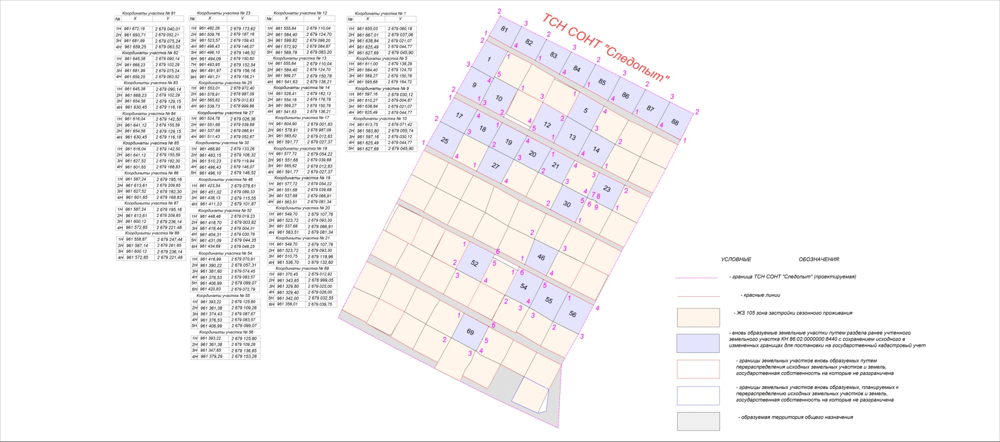 Координаты участка № 81
№ Х У
1Н 961 672,19 2 679 040,01
2Н 961 693,71 2 679 052,21
3Н 961 681,99 2 679 075,24
4Н 961 659,25 2 679 063,52
Координаты участка № 82
1Н 961 645,38 2 679 090,14
2Н 961 668,23 2 679 102,29
3Н 961 681,99 2 679 075,24
4Н 961 659,25 2 679 063,52
Координиты участка № 83
1Н 961 645,38 2 679 090,14
2Н 961 668,23 2 679 102,29
3Н 961 654,56 2 679 129,15
4Н 961 630,45 2 679 116,18
Координиты участка № 84
1Н 961 616,04 2 679 142,50
2Н 961 641,12 2 679 155,59
3Н 961 654,56 2 679 129,15
4Н 961 630,45 2 679 116,18
Координиты участка № 85
1Н 961 616,04 2 679 142,50
2Н 961 641,12 2 679 155,59
3Н 961 627,52 2 679 182,30
4Н 961 601,65 2 679 168,83
Координиты участка № 86
1Н 961 587,24 2 679 195,16
2Н 961 613,61 2 679 209,65
3Н 961 627,52 2 679 182,30
4Н 961 601,65 2 679 168,83
Координиты участка № 87
1Н 961 587,24 2 679 195,16
2Н 961 613,61 2 679 209,65
3Н 961 600,12 2 679 236,14
4Н 961 572,85 2 679 221,48
Координиты участка № 88
1Н 961 558,87 2 679 247,44
2Н 961 587,14 2 679 261,65
3Н 961 600,12 2 679 236,14
4Н 961 572,85 2 679 221,48
Координаты участка № 23
№ Х У
1Н 961 482,26 2 679 173,62
2Н 961 509,76 2 679 187,18
3Н 961 523,57 2 679 159,43
4Н 961 496,43 2 679 146,07
5Н 961 496,10 2 679 146,52
6Н 961 494,09 2 679 150,60
7Н 961 493,95 2 679 152,54
8Н 961 491,97 2 679 156,16
9Н 961 491,21 2 679 156,21
Координаты участка № 25
1Н 961 553,01 2 678 972,40
2Н 961 578,91 2 678 987,09
3Н 961 565,62 2 679 012,83
4Н 961 538,73 2 678 999,86
Координаты участка № 27
1Н 961 524,78 2 679 026,36
2Н 961 551,68 2 679 039,68
3Н 961 537,68 2 679 066,91
4Н 961 511,43 2 679 052,67
Координиты участка № 30
1Н 961 468,90 2 679 133,26
2Н 961 483,15 2 679 106,32
3Н 961 510,23 2 679 119,94
4Н 961 496,43 2 679 146,07
5Н 961 496,10 2 679 146,52
Координиты участка № 46
1Н 961 423,54 2 679 078,61
2Н 961 451,02 2 679 089,33
3Н 961 438,13 2 679 115,55
4Н 961 411,23 2 679 101,87
Координаты участка № 52
1Н 961 448,48 2 679 019,23
2Н 961 418,70 2 679 003,82
3Н 961 418,44 2 679 004,31
4Н 961 404,31 2 679 030,78
5Н 961 431,09 2 679 044,35
6Н 961 434,69 2 679 046,25
Координаты участка № 54
1Н 961 416,99 2 679 070,91
2Н 961 390,22 2 679 057,31
3Н 961 381,60 2 679 074,45
4Н 961 376,53 2 679 083,57
5Н 961 406,99 2 679 099,07
6Н 961 420,83 2 679 072,79
Координаты участка № 55
1Н 961 393,22 2 679 125,80
2Н 961 361,38 2 679 109,26
3Н 961 374,43 2 679 087,67
4Н 961 376,53 2 679 083,57
5Н 961 406,99 2 679 099,07
Координиты участка № 56
1Н 961 393,22 2 679 125,80
2Н 961 361,38 2 679 109,26
3Н 961 347,65 2 679 136,85
4Н 961 379,29 2 679 153,28
Координаты участка № 12
№ Х У
1Н 961 555,64 2 679 110,04
2Н 961 584,40 2 679 124,70
3Н 961 599,82 2 679 098,20
4Н 961 572,92 2 679 084,87
5Н 961 569,78 2 679 083,20
Координаты участка № 13
1Н 961 555,64 2 679 110,04
2Н 961 584,40 2 679 124,70
3Н 961 569,27 2 679 150,78
4Н 961 541,63 2 679 136,21
Координиты участка № 14
1Н 961 528,41 2 679 162,12
2Н 961 554,18 2 679 176,78
3Н 961 569,27 2 679 150,78
4Н 961 541,63 2 679 136,21
Координиты участка № 17
1Н 961 604,90 2 679 001,83
2Н 961 578,91 2 678 987,09
3Н 961 565,62 2 679 012,83
4Н 961 591,77 2 679 027,37
Координиты участка № 18
1Н 961 577,72 2 679 054,22
2Н 961 551,68 2 679 039,68
3Н 961 565,62 2 679 012,83
4Н 961 591,77 2 679 027,37
Координиты участка № 19
1Н 961 577,72 2 679 054,22
2Н 961 551,68 2 679 039,68
3Н 961 537,68 2 679 066,91
4Н 961 563,51 2 679 081,34
Координиты участка № 20
1Н 961 549,70 2 679 107,76
2Н 961 523,72 2 679 093,30
3Н 961 537,68 2 679 066,91
4Н 961 563,51 2 679 081,34
Координиты участка № 21
1Н 961 549,70 2 679 107,76
2Н 961 523,72 2 679 093,30
3Н 961 510,75 2 679 118,96
4Н 961 536,70 2 679 132,60
Координиты участка № 69
1Н 961 370,45 2 679 012,92
2Н 961 343,65 2 678 999,05
3Н 961 329,80 2 679 025,00
4Н 961 329,40 2 679 026,00
5Н 961 342,00 2 679 032,55
6Н 961 356,01 2 679 039,75
Координаты участка № 1
№ Х У
1Н 961 655,03 2 679 060,18
2Н 961 667,01 2 679 037,06
3Н 961 638,84 2 679 021,07
4Н 961 625,49 2 679 044,77
5Н 961 627,69 2 679 045,90
Координаты участка № 5
1Н 961 611,00 2 679 138,29
2Н 961 584,40 2 679 124,70
3Н 961 569,27 2 679 150,78
4Н 961 595,68 2 679 164,72
Координиты участка № 9
1Н 961 597,16 2 679 030,12
2Н 961 610,27 2 679 004,87
3Н 961 638,84 2 679 021,07
4Н 961 625,49 2 679 044,77
Координиты участка № 10
1Н 961 613,75 2 679 071,42
2Н 961 583,80 2 679 055,74
3Н 961 597,16 2 679 030,12
4Н 961 625,49 2 679 044,77
5Н 961 627,69 2 679 045,90
ТСН СОНТ "Следопыт"
81
82
83
84
85
86
87
88
1
9
10
5
12
13
14
17
18
19
20
21
23
25
27
30
46
52
54
55
56
69
УСЛОВНЫЕ ОБОЗНАЧЕНИЯ:
- граница ТСН СОНТ "Следопыт" (проектируемая)
- красные линии
- ЖЗ 105 зона застройки сезонного проживания
- вновь образуемые земельные участки путем раздела ранее учтенного
земельного участка КН 86:02:0000000:8440 с сохранением исходного в
измененных границах для постановки на государственный кадастровый учет
- границы земельных участков вновь образуемых путем
перераспределения исходных земельных участков и земель,
государственная собственность на которые не разграничена
- границы земельных участков вновь образуемых, планируемых к
перераспределению исходных земельных участков и земель,
государственная собственность на которые не разграничена
- образуемая территория общего назначения